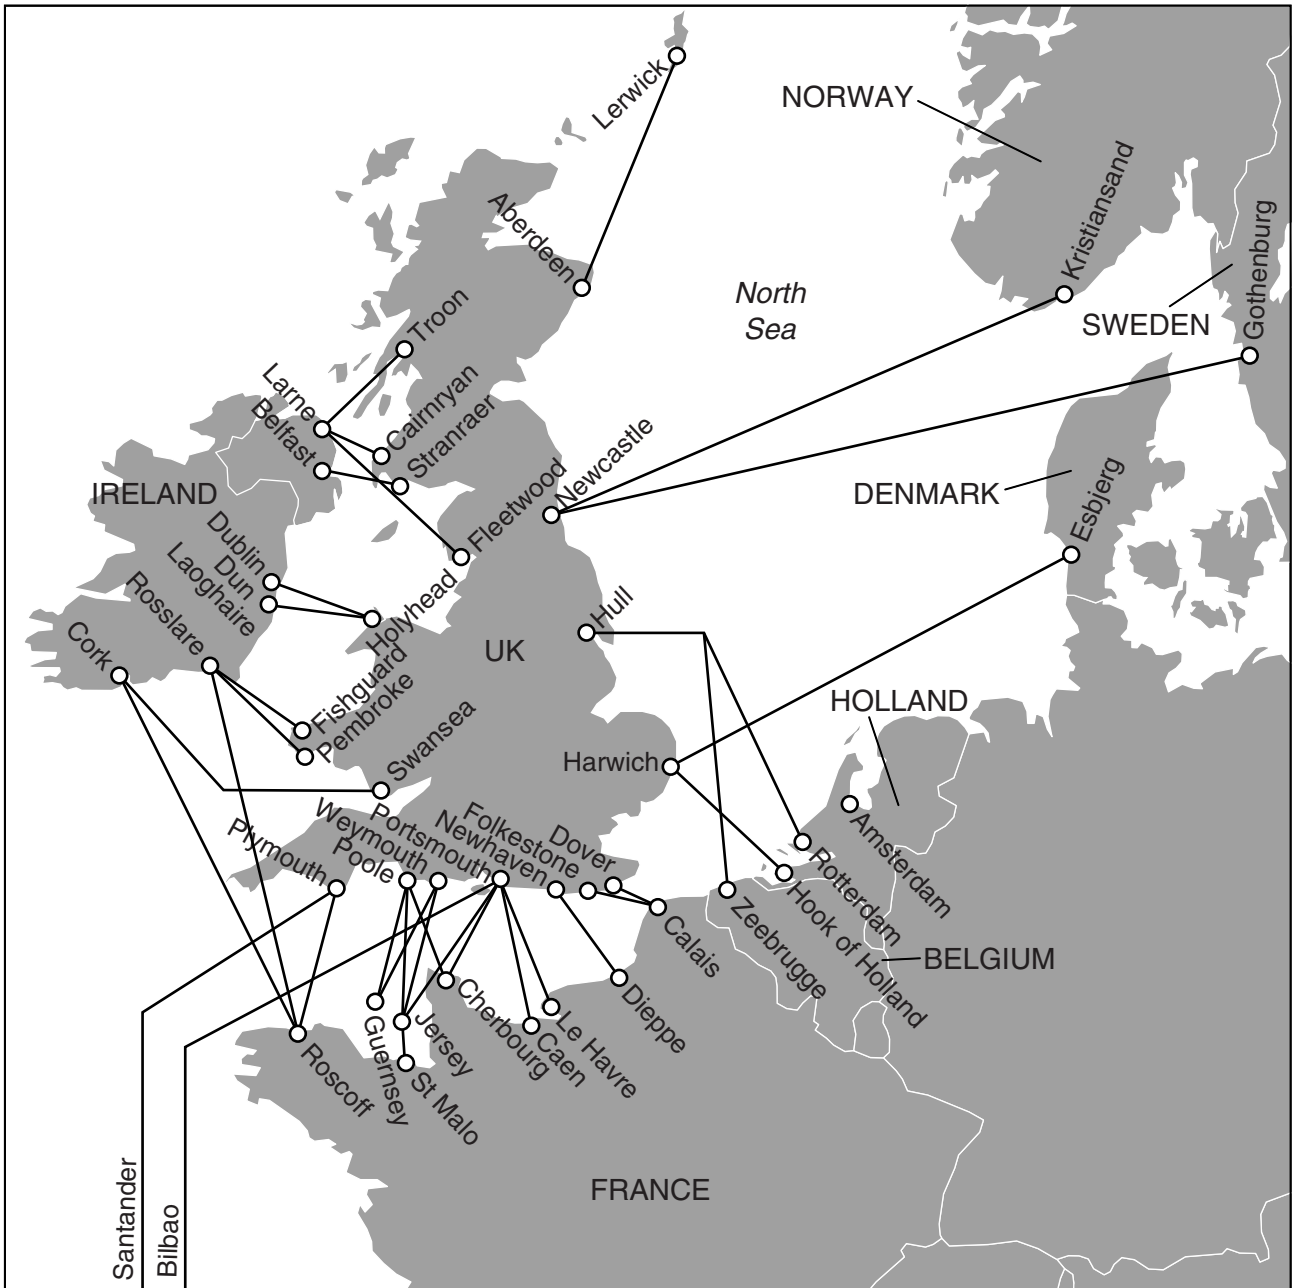 Lerwick
NORWAY
Kristiansand
Aberdeen
Gothenburg
North
Sea
SWEDEN
Troon
Larne
Cairnryan
Belfast
Stranraer
Newcastle
IRELAND
DENMARK
Esbjerg
Fleetwood
Dublin
Dun
Laoghaire
Holyhead
Rosslare
Hull
Cork
UK
Fishguard
Pembroke
HOLLAND
Swansea
Harwich
Plymouth
Weymouth
Poole
Portsmouth
Folkestone
Newhaven
Dover
Amsterdam
Rotterdam
Hook of Holland
Zeebrugge
Calais
BELGIUM
Dieppe
Cherbourg
Le Havre
Caen
Jersey
Guernsey
St Malo
Roscoff
FRANCE
Santander
Bilbao